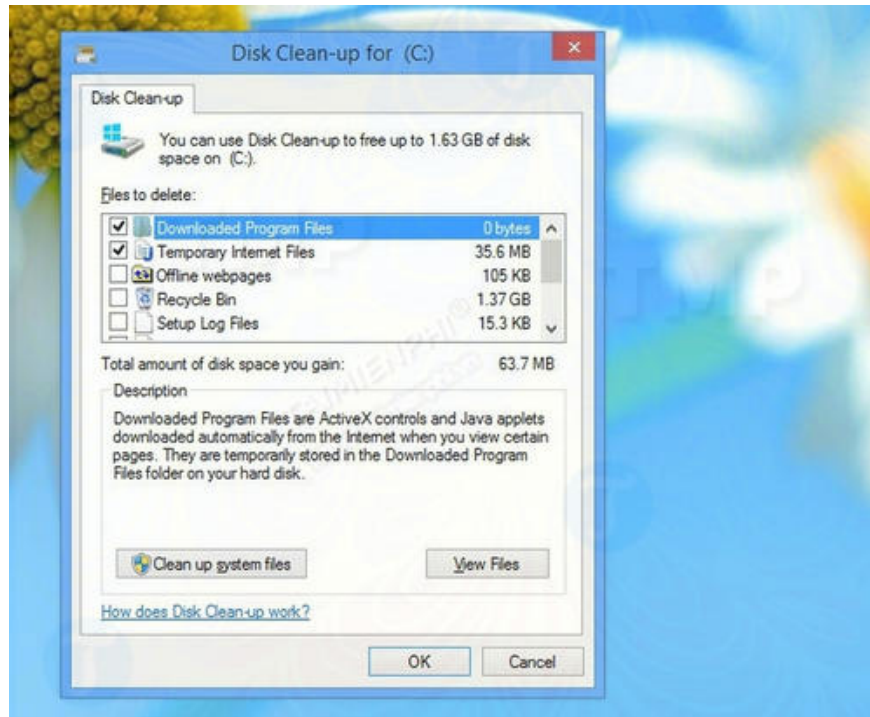 Disk Clean-up for (C:)
Disk Clean-up
You can use Disk Clean-up to free up to 1.63 GB of disk
space on (C:).
Files to delete:
Downloaded Program Files 0 bytes
Temporary Internet Files 35.6 MB
Offline webpages 105 KB
Recycle Bin 1.37 GB
Setup Log Files 15.3 KB
Total amount of disk space you gain: 63.7 MB
Description
Downloaded Program Files are ActiveX controls and Java applets
downloaded automatically from the Internet when you view certain
pages. They are temporarily stored in the Downloaded Program
Files folder on your hard disk.
Clean up system files
View Files
How does Disk Clean-up work?
OK
Cancel